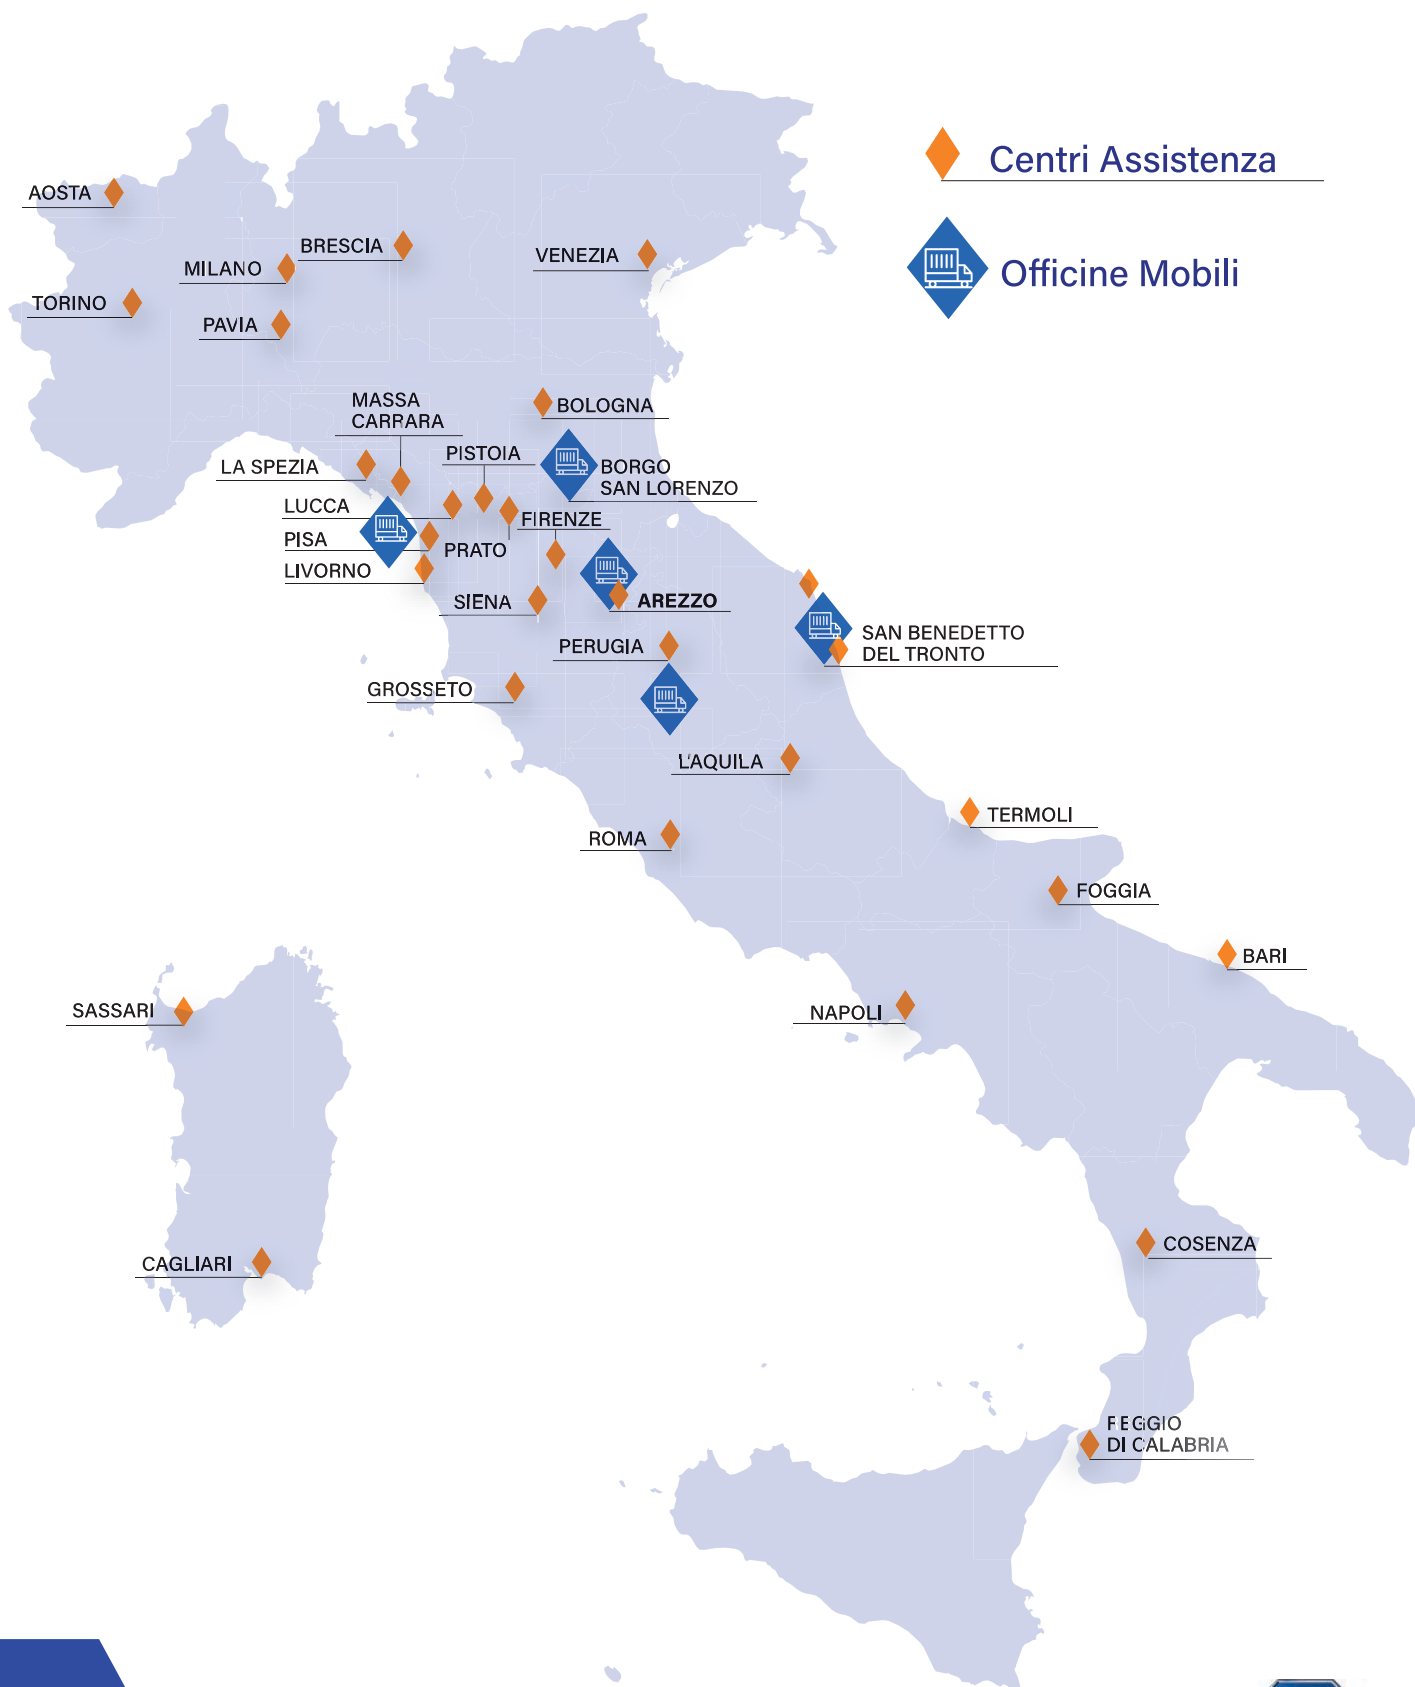 Centri Assistenza
AOSTA
BRESCIA
VENEZIA
MILANO
Officine Mobili
TORINO
PAVIA
MASSA
CARRARA
BOLOGNA
PISTOIA
LA SPEZIA
BORGO
SAN LORENZO
LUCCA
FIRENZE
PISA
PRATO
LIVORNO
SIENA
AREZZO
SAN BENEDETTO
DEL TRONTO
PERUGIA
GROSSETO
L'AQUILA
TERMOLI
ROMA
FOGGIA
BARI
SASSARI
NAPOLI
COSENZA
CAGLIARI
REGGIO
DI CALABRIA